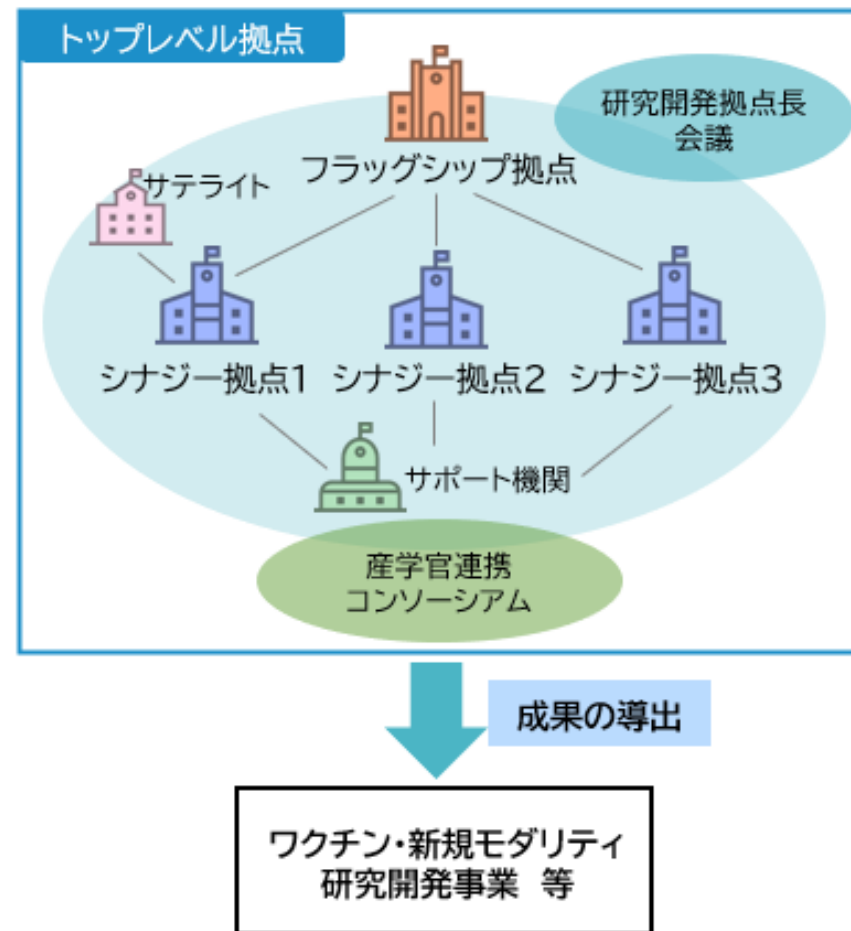 トップレベル拠点
研究開発拠点長
会議
フラッグシップ拠点
サテライト
シナジー拠点1
シナジー拠点2
シナジー拠点3
サポート機関
産学官連携
コンソーシアム
成果の導出
ワクチン・新規モダリティ
研究開発事業 等